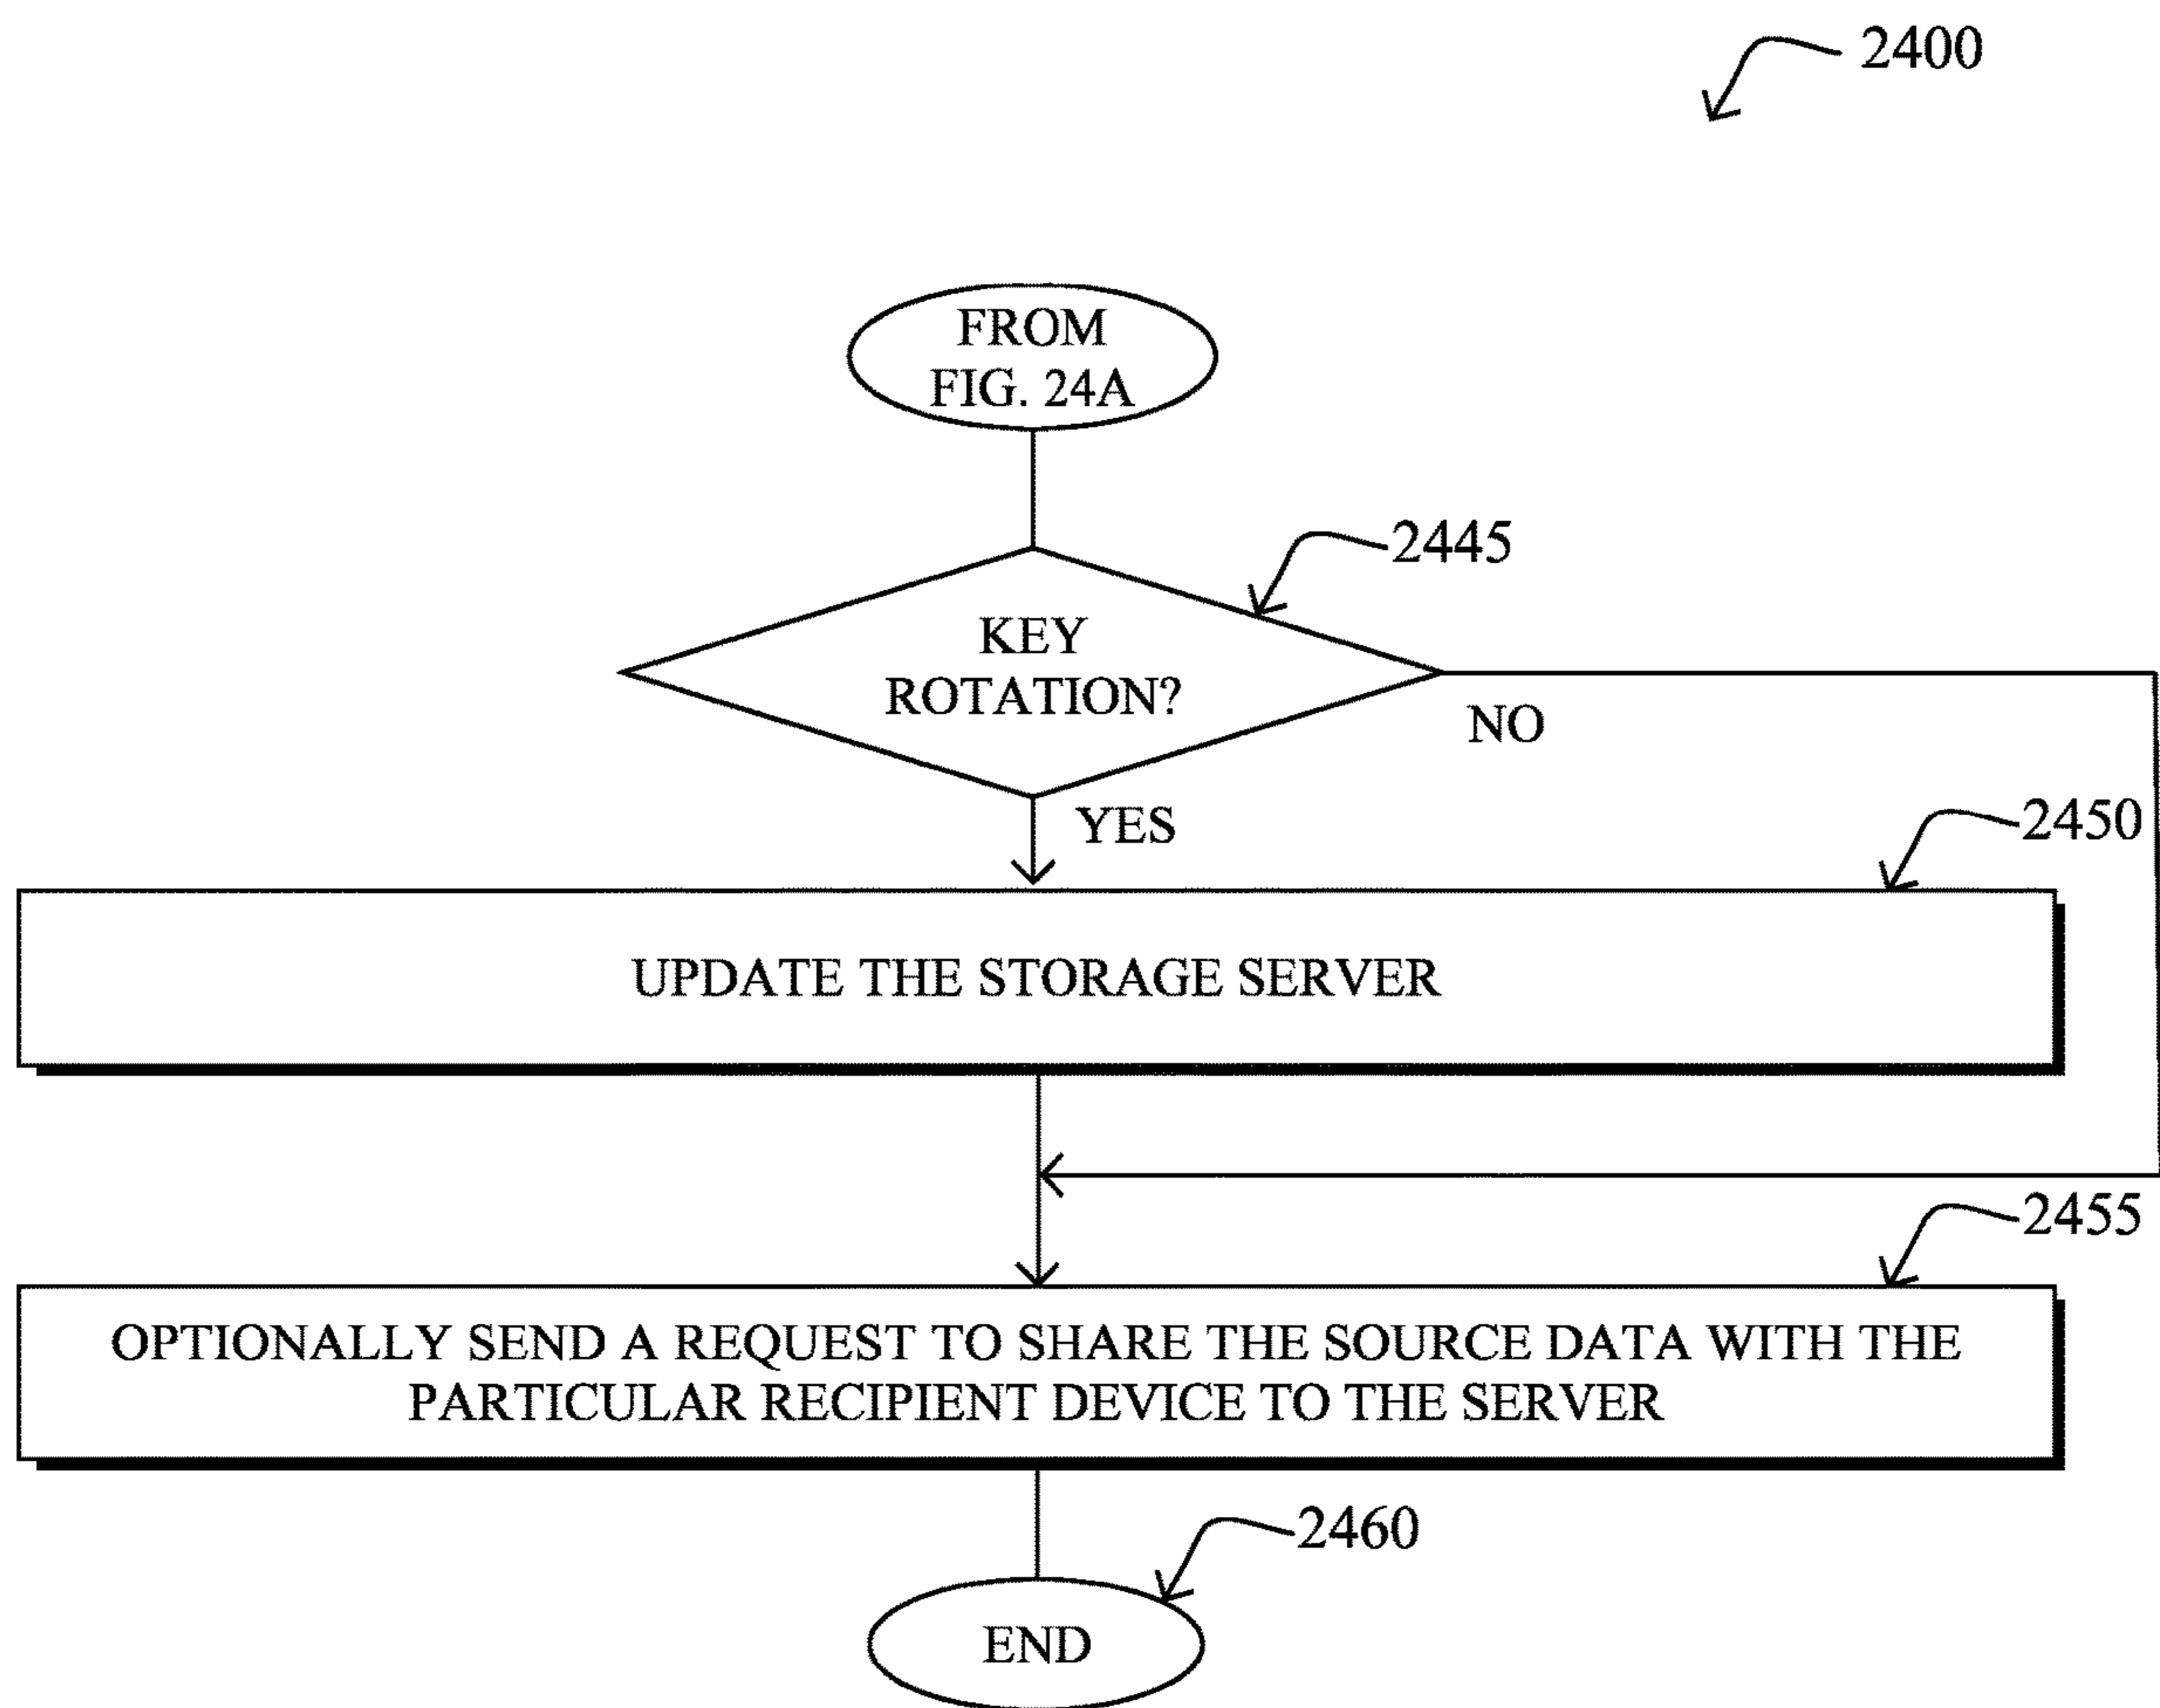 2400
FROM
FIG. 24A
2445
KEY
ROTATION?
NO
YES
2450
UPDATE THE STORAGE SERVER
2455
OPTIONALLY SEND A REQUEST TO SHARE THE SOURCE DATA WITH THE
PARTICULAR RECIPIENT DEVICE TO THE SERVER
2460
END